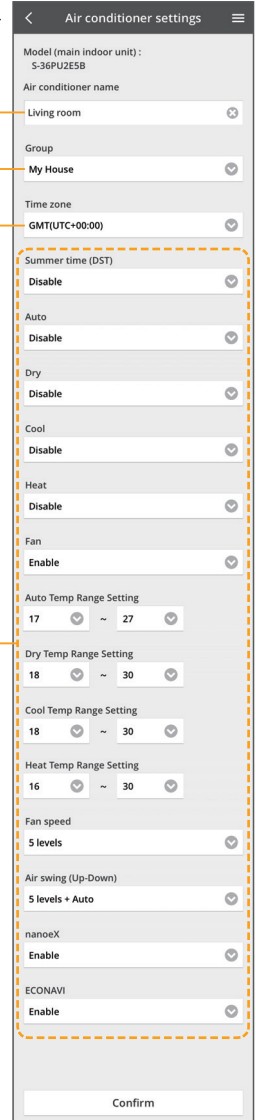 Air conditioner settings
Model (main indoor unit) :
S-36PU2E5B
Air conditioner name
Living room
Group
My House
Time zone
GMT(UTC+00:00)
Summer time (DST)
Disable
Auto
Disable
Dry
Disable
Cool
Disable
Heat
Disable
Fan
Enable
Auto Temp Range Setting
17 ~ 27
Dry Temp Range Setting
18 ~ 30
Cool Temp Range Setting
18 ~ 30
Heat Temp Range Setting
16 ~ 30
Fan speed
5 levels
Air swing (Up-Down)
5 levels + Auto
nanoeX
Enable
ECONAVI
Enable
Confirm